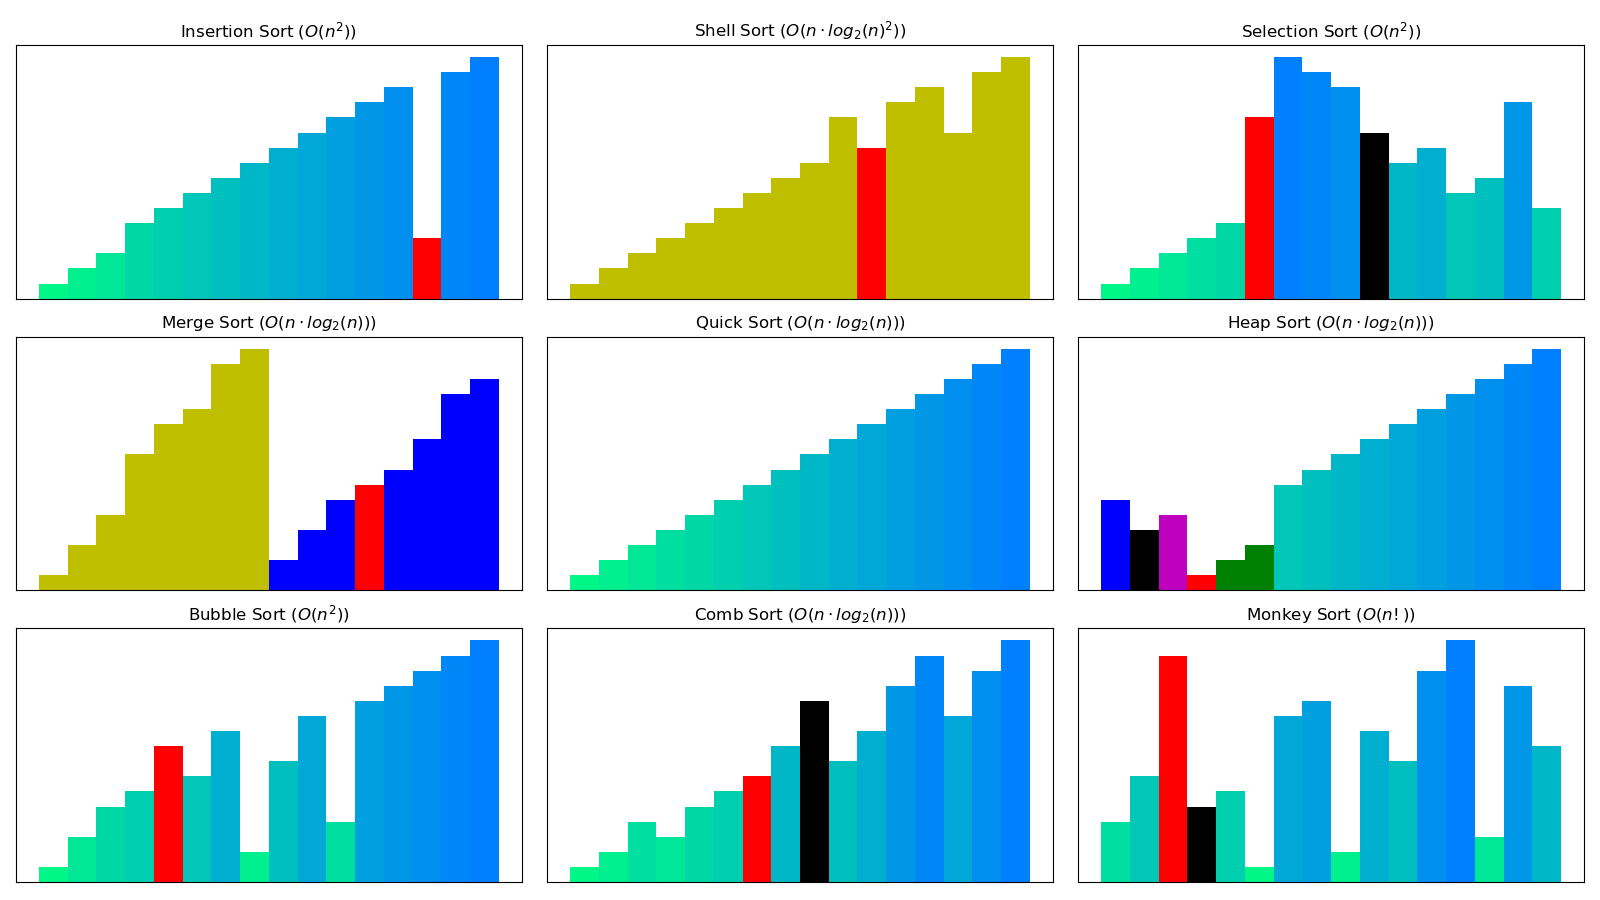 Insertion Sort (O(n²))
Shell Sort (O(n · log₂(n)²))
Selection Sort (O(n²))
Merge Sort (O(n · log₂(n)))
Quick Sort (O(n · log₂(n)))
Heap Sort (O(n · log₂(n)))
Bubble Sort (O(n²))
Comb Sort (O(n · log₂(n)))
Monkey Sort (O(n!))